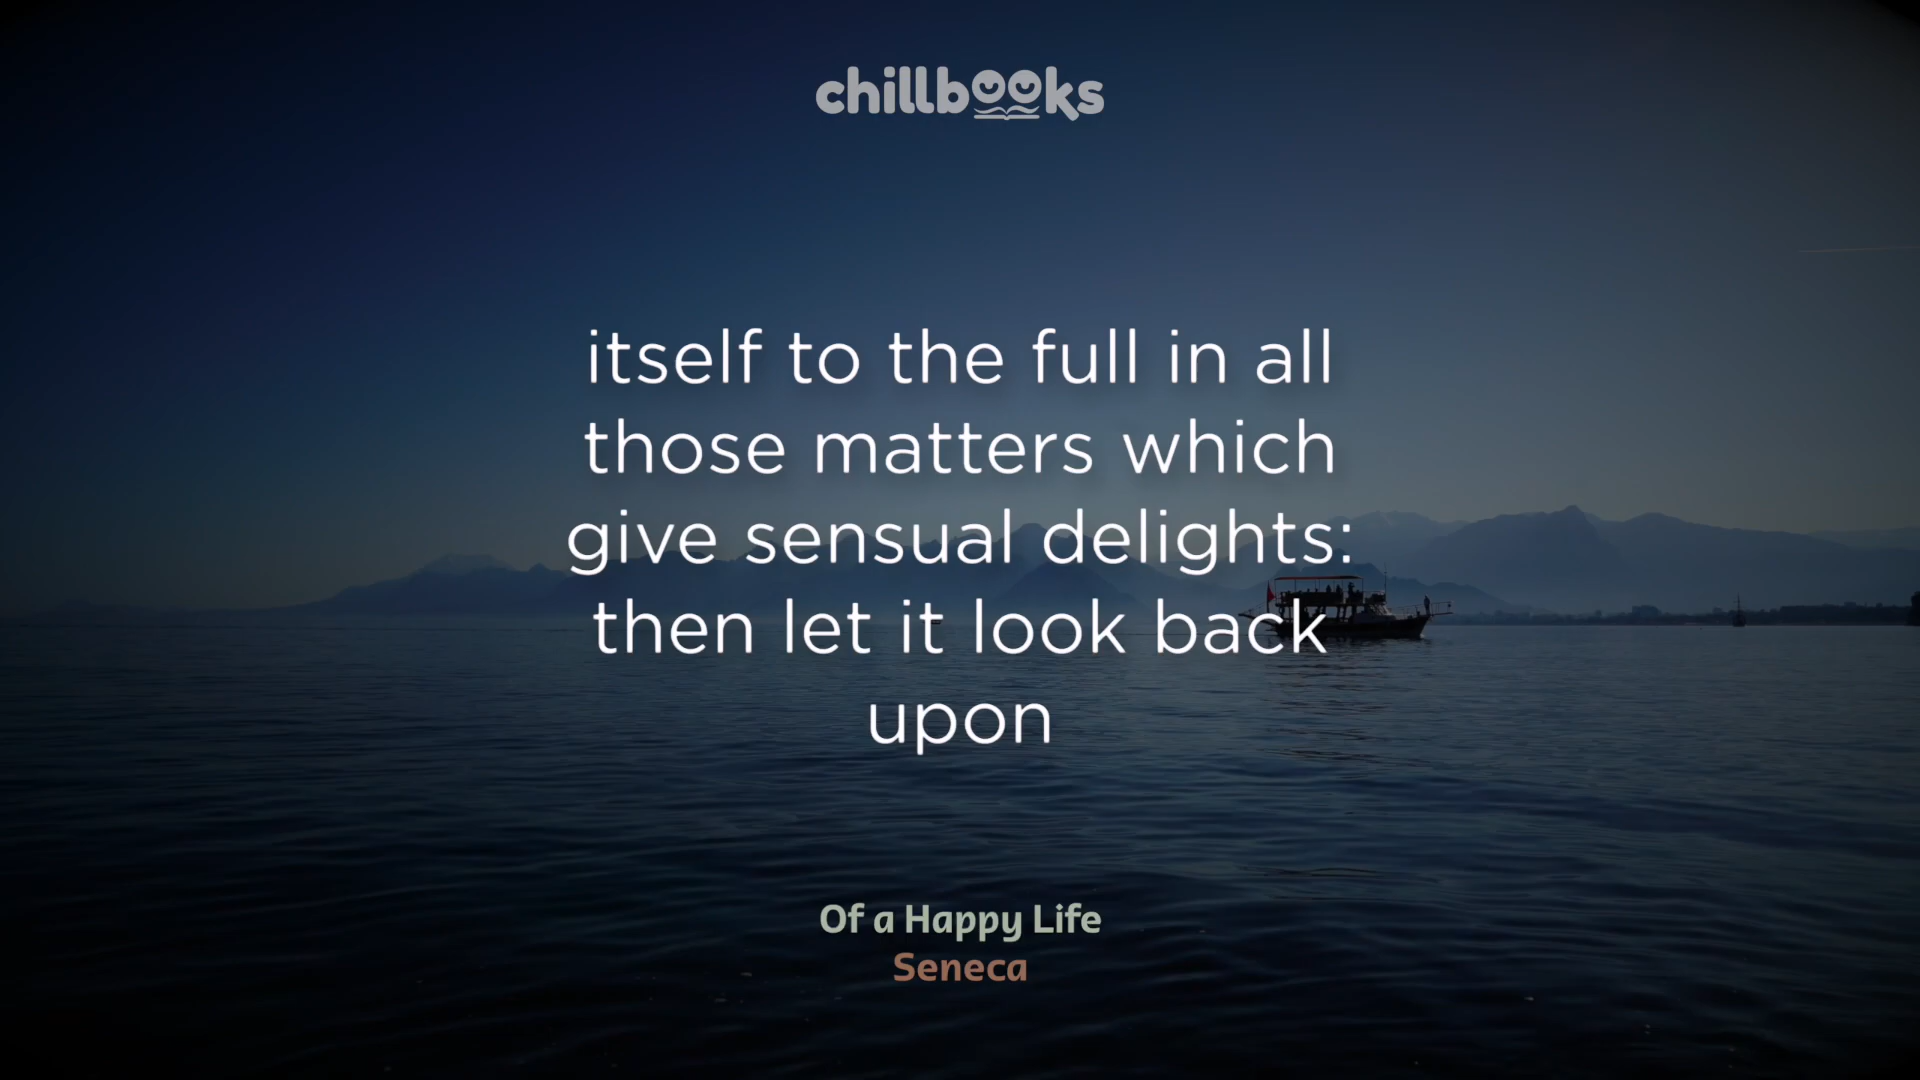 chillbooks
itself to the full in all
those matters which
give sensual delights:
then let it look back
upon
Of a Happy Life
Seneca